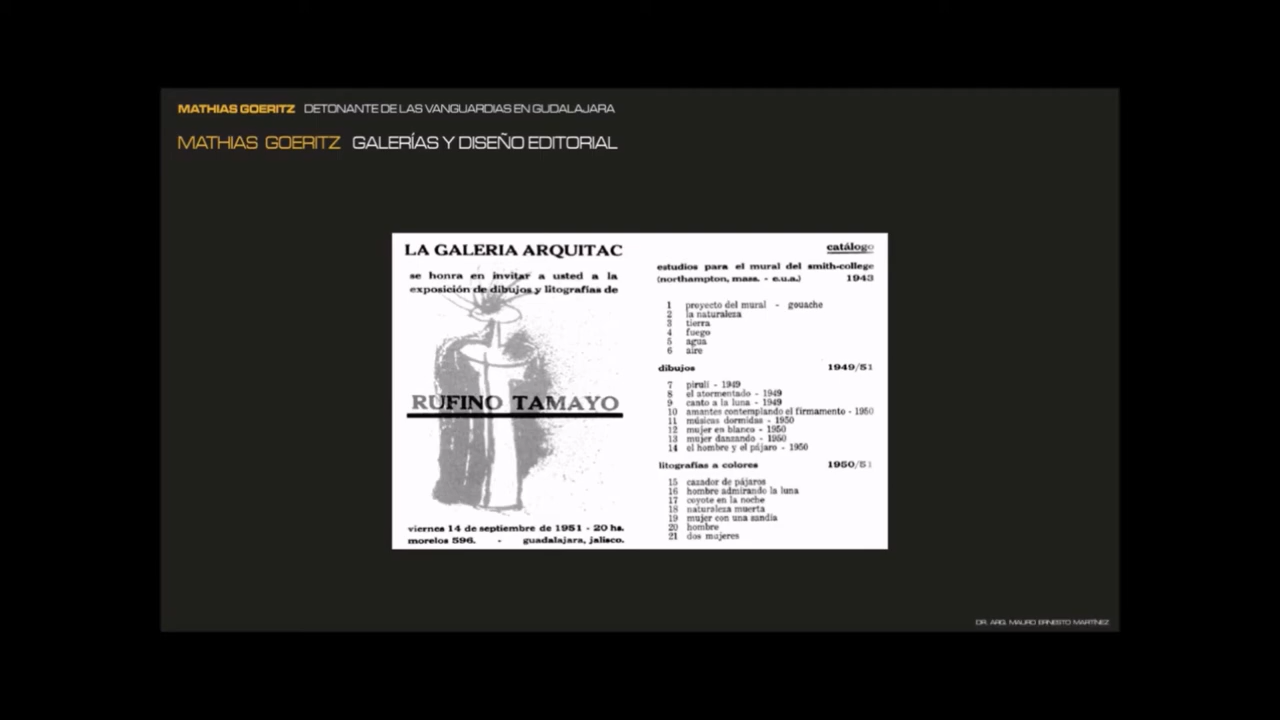 MATHIAS GOERITZ DETONANTE DE LAS VANGUARDIAS EN GUDALAJARA
MATHIAS GOERITZ GALERÍAS Y DISEÑO EDITORIAL
LA GALERIA ARQUITAC
se honra en invitar a usted a la
exposición de dibujos y litografías de
RUFINO TAMAYO
viernes 14 de septiembre de 1951 - 20 hs.
morelos 596. - guadalajara, jalisco.
catálogo
estudios para el mural del smith-college
(northampton, mass. - e.u.a.) 1943
1 proyecto del mural - gouache
2 la naturaleza
3 tierra
4 fuego
5 agua
6 aire
dibujos 1949/51
7 pirulí - 1949
8 el atormentado - 1949
9 canto a la luna - 1949
10 amantes contemplando el firmamento - 1950
11 músicas dormidas - 1950
12 mujer en blanco - 1950
13 mujer danzando - 1950
14 el hombre y el pájaro - 1950
litografías a colores 1950/51
15 cazador de pájaros
16 hombre admirando la luna
17 coyote en la noche
18 naturaleza muerta
19 mujer con una sandía
20 hombre
21 dos mujeres
DR. ARQ. MAURO ERNESTO MARTÍNEZ